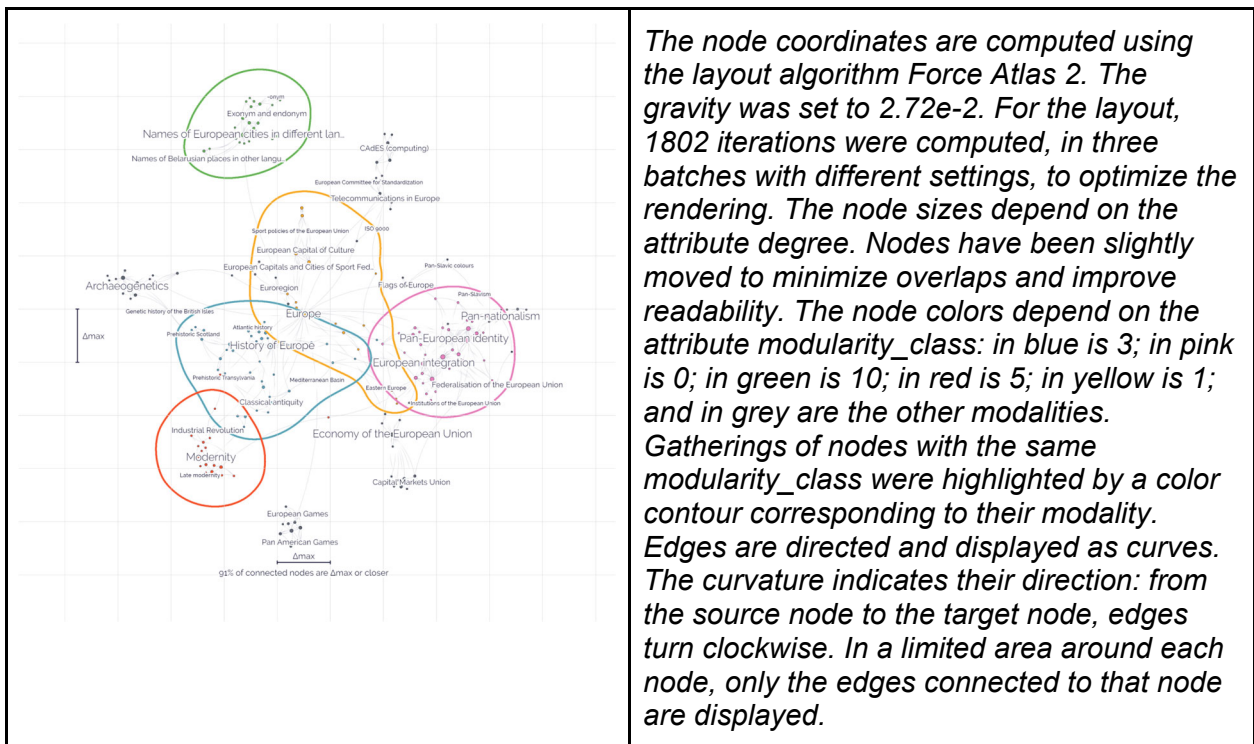 -onym
Exonym and endonym
Names of European cities in different lan..
Names of Belarusian places in other langu..
CAdES (computing)
European Committee for Standardization
Telecommunications in Europe
Sport policies of the European Union
ISO 9000
European Capital of Culture
European Capitals and Cities of Sport Fed..
Pan-Slavic colours
Archaeogenetics
Euroregion
Flags of Europe
Pan-Slavism
Genetic history of the British Isles
Europe
Pan-nationalism
Δmax
Prehistoric Scotland
Atlantic history
Pan-European identity
History of Europe
European integration
Prehistoric Transylvania
Mediterranean Basin
Eastern Europe
Federalisation of the European Union
Classical antiquity
Institutions of the European Union
Industrial Revolution
Economy of the European Union
Modernity
Late modernity
Capital Markets Union
European Games
Pan American Games
Δmax
91% of connected nodes are Δmax or closer
The node coordinates are computed using
the layout algorithm Force Atlas 2. The
gravity was set to 2.72e-2. For the layout,
1802 iterations were computed, in three
batches with different settings, to optimize the
rendering. The node sizes depend on the
attribute degree. Nodes have been slightly
moved to minimize overlaps and improve
readability. The node colors depend on the
attribute modularity_class: in blue is 3; in pink
is 0; in green is 10; in red is 5; in yellow is 1;
and in grey are the other modalities.
Gatherings of nodes with the same
modularity_class were highlighted by a color
contour corresponding to their modality.
Edges are directed and displayed as curves.
The curvature indicates their direction: from
the source node to the target node, edges
turn clockwise. In a limited area around each
node, only the edges connected to that node
are displayed.